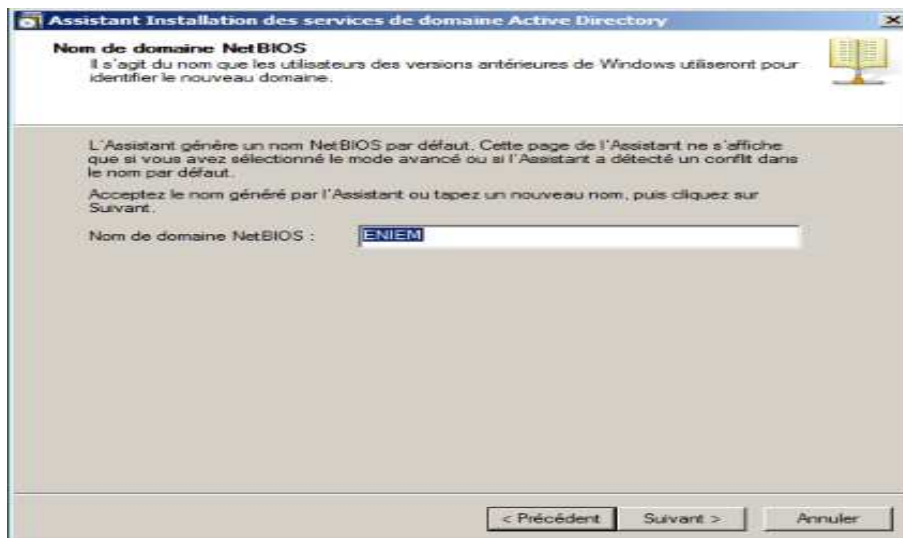 Assistant Installation des services de domaine Active Directory
Nom de domaine NetBIOS
Il s'agit du nom que les utilisateurs des versions antérieures de Windows utiliseront pour
identifier le nouveau domaine.
L'Assistant génère un nom NetBIOS par défaut. Cette page de l'Assistant ne s'affiche
que si vous avez sélectionné le mode avancé ou si l'Assistant a détecté un conflit dans
le nom par défaut.
Acceptez le nom généré par l'Assistant ou tapez un nouveau nom, puis cliquez sur
Suivant.
Nom de domaine NetBIOS : ENIEM
< Précédent Suivant > Annuler